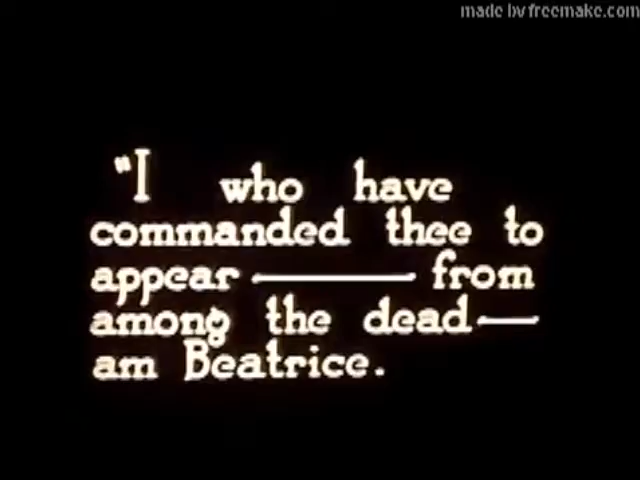 made by freemake.com
"I who have
commanded thee to
appear —— from
among the dead—
am Beatrice.